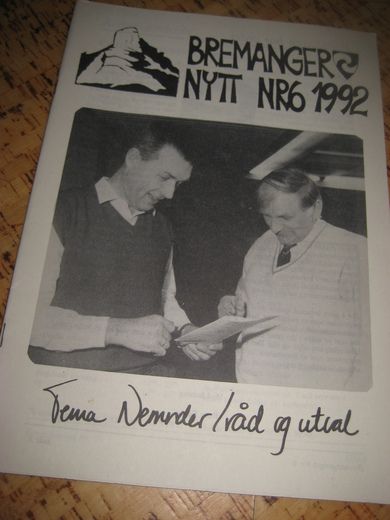 BREMANGER
NYTT NR6 1992
Tema Nemnder/råd og utval